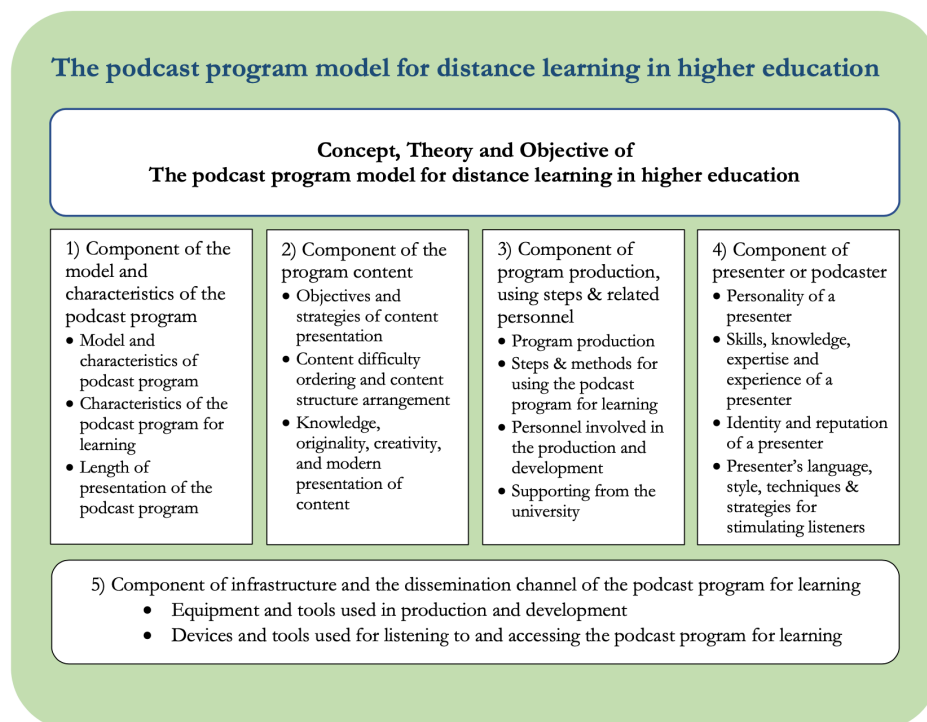 The podcast program model for distance learning in higher education
Concept, Theory and Objective of
The podcast program model for distance learning in higher education
1) Component of the
model and
characteristics of the
podcast program
• Model and
characteristics of
podcast program
• Characteristics of the
podcast program for
learning
• Length of
presentation of the
podcast program
2) Component of the
program content
• Objectives and
strategies of content
presentation
• Content difficulty
ordering and content
structure arrangement
• Knowledge,
originality, creativity,
and modern
presentation of
content
3) Component of
program production,
using steps & related
personnel
• Program production
• Steps & methods for
using the podcast
program for learning
• Personnel involved in
the production and
development
• Supporting from the
university
4) Component of
presenter or podcaster
• Personality of a
presenter
• Skills, knowledge,
expertise and
experience of a
presenter
• Identity and reputation
of a presenter
• Presenter's language,
style, techniques &
strategies for
stimulating listeners
5) Component of infrastructure and the dissemination channel of the podcast program for learning
• Equipment and tools used in production and development
• Devices and tools used for listening to and accessing the podcast program for learning